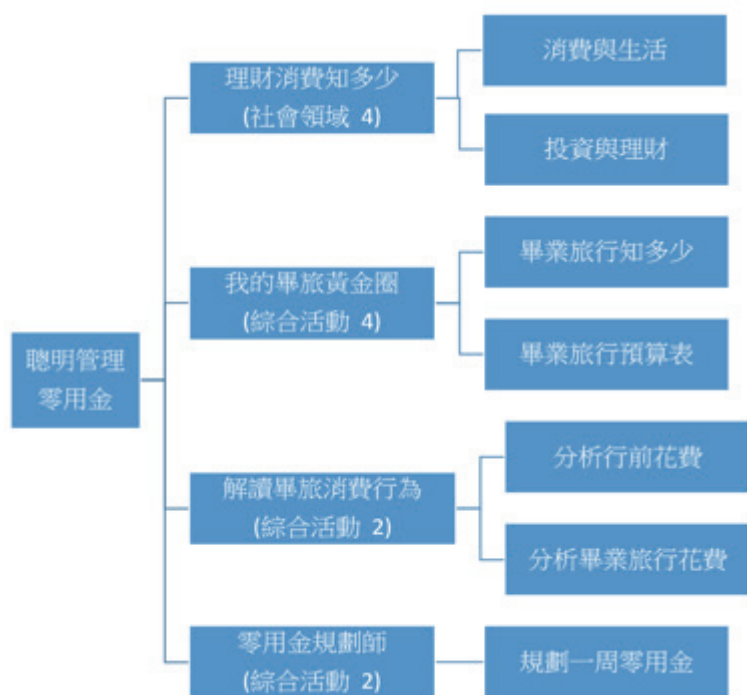 聰明管理
零用金
理財消費知多少
(社會領域 4)
消費與生活
投資與理財
我的畢旅黃金圈
(綜合活動 4)
畢業旅行知多少
畢業旅行預算表
解讀畢旅消費行為
(綜合活動 2)
分析行前花費
分析畢業旅行花費
零用金規劃師
(綜合活動 2)
規劃一周零用金